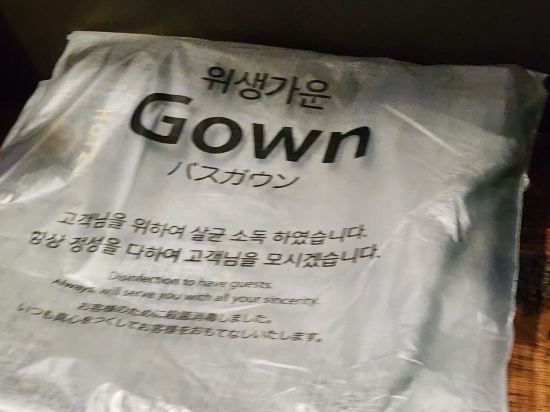 위생가운
Gown
バスガウン
고객님을 위하여 살균 소독 하였습니다.
항상 정성을 다하여 고객님을 모시겠습니다.
Disinfection to have guests.
Always will serve you with all your sincerity.
お客様のために殺菌消毒しました。
いつも真心をつくしてお客様をおもてなしいたします。
HOTEL